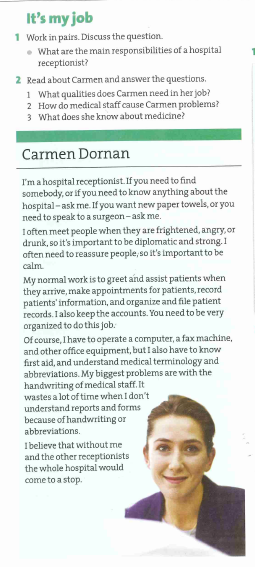 It's my job
1 Work in pairs. Discuss the question.
● What are the main responsibilities of a hospital
receptionist?
2 Read about Carmen and answer the questions.
1 What qualities does Carmen need in her job?
2 How do medical staff cause Carmen problems?
3 What does she know about medicine?
Carmen Dornan
I'm a hospital receptionist. If you need to find
somebody, or if you need to know anything about the
hospital – ask me. If you want new paper towels, or you
need to speak to a surgeon – ask me.
I often meet people when they are frightened, angry, or
drunk, so it's important to be diplomatic and strong. I
often need to reassure people, so it's important to be
calm.
My normal work is to greet and assist patients when
they arrive, make appointments for patients, record
patients' information, and organize and file patient
records. I also keep the accounts. You need to be very
organized to do this job.
Of course, I have to operate a computer, a fax machine,
and other office equipment, but I also have to know
first aid, and understand medical terminology and
abbreviations. My biggest problems are with the
handwriting of medical staff. It
wastes a lot of time when I don't
understand reports and forms
because of handwriting or
abbreviations.
I believe that without me
and the other receptionists
the whole hospital would
come to a stop.